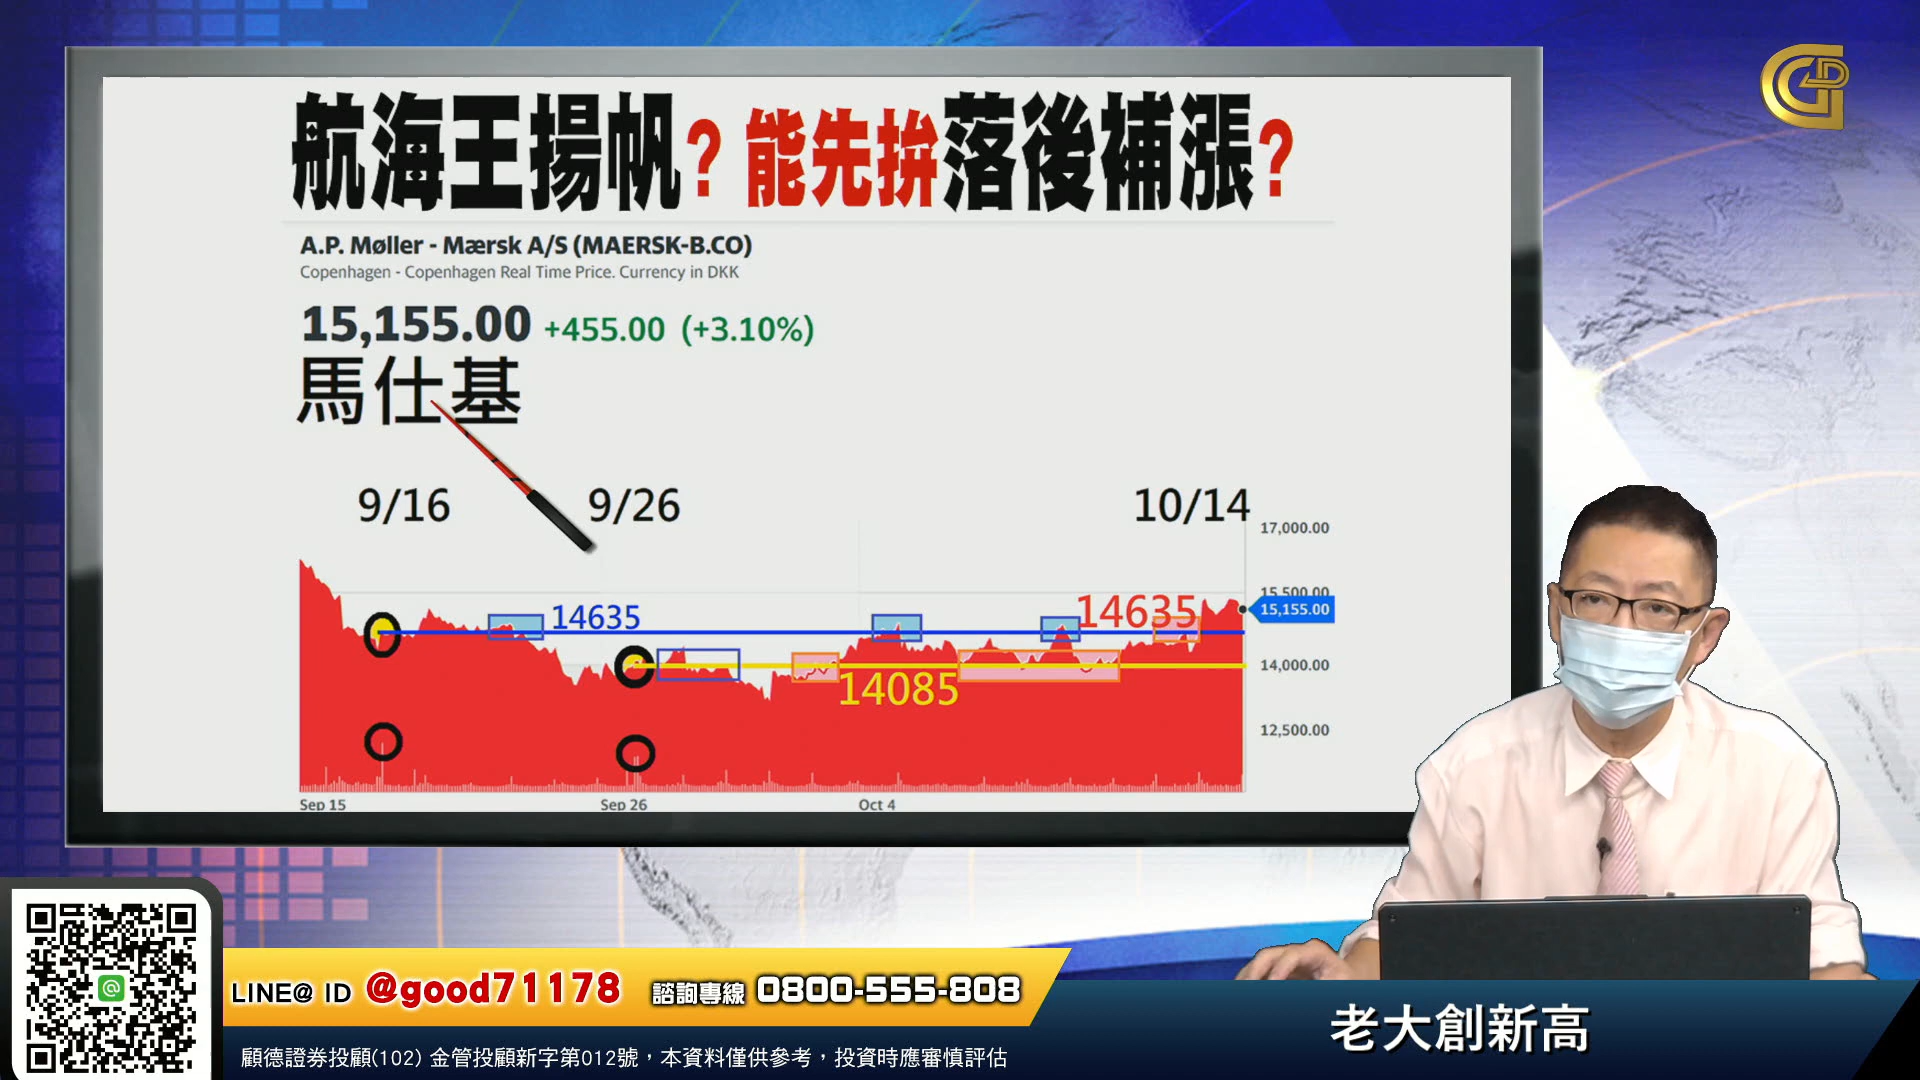 航海王揚帆?能先拚落後補漲?
A.P. Møller - Mærsk A/S (MAERSK-B.CO)
Copenhagen - Copenhagen Real Time Price. Currency in DKK
15,155.00 +455.00 (+3.10%)
馬仕基
9/16 9/26 10/14
17,000.00
15,500.00
15,155.00
14635 14635
14,000.00
14085
12,500.00
Sep 15 Sep 26 Oct 4
LINE@ ID @good71178 諮詢專線 0800-555-808
顧德證券投顧(102) 金管投顧新字第012號，本資料僅供參考，投資時應審慎評估
老大創新高